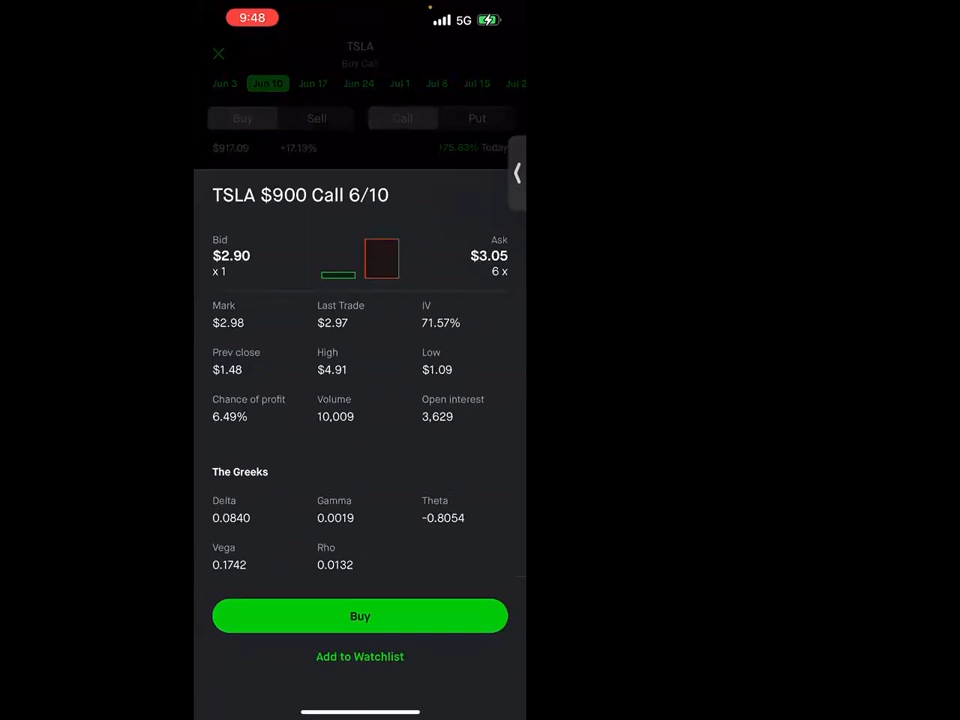 9:48
5G
TSLA
Buy Call
Jun 3 Jun 10 Jun 17 Jun 24 Jul 1 Jul 8 Jul 15 Jul 2
Buy Sell Call Put
$917.09 +17.13% Today
TSLA $900 Call 6/10
Bid Ask
$2.90 $3.05
x 1 6 x
Mark Last Trade IV
$2.98 $2.97 71.57%
Prev close High Low
$1.48 $4.91 $1.09
Chance of profit Volume Open interest
6.49% 10,009 3,629
The Greeks
Delta Gamma Theta
0.0840 0.0019 -0.8054
Vega Rho
0.1742 0.0132
Buy
Add to Watchlist